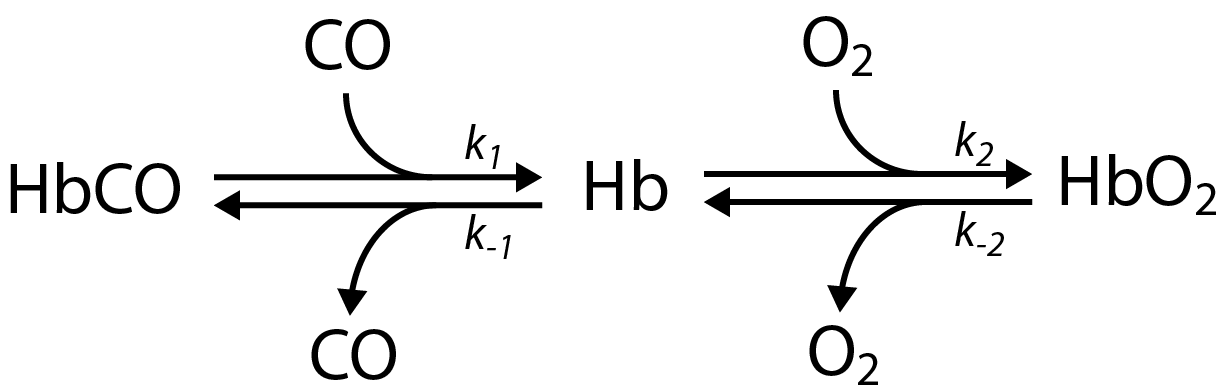 CO O₂
k₁ k₂
HbCO Hb HbO₂
k₋₁ k₋₂
CO O₂